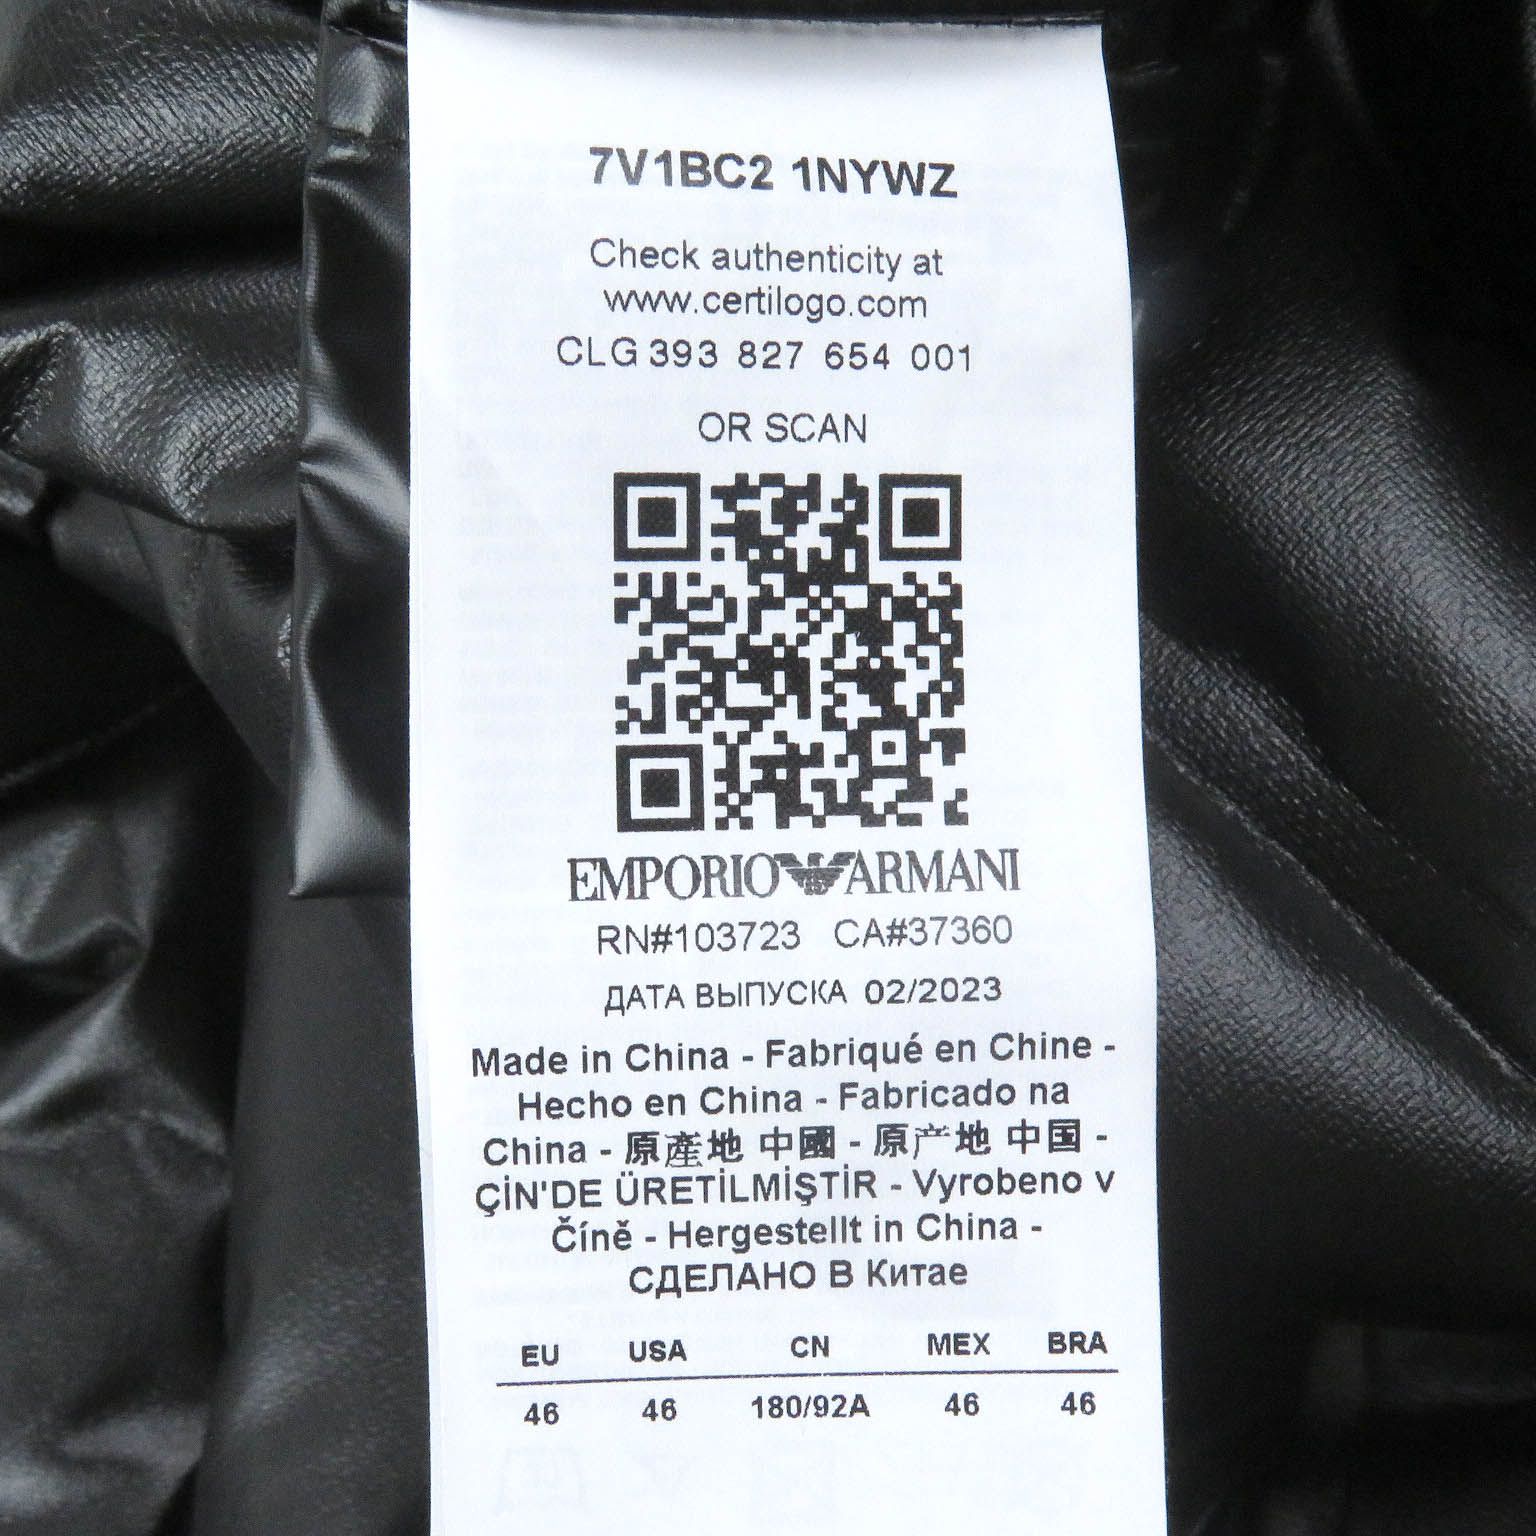 7V1BC2 1NYWZ
Check authenticity at
www.certilogo.com
CLG 393 827 654 001
OR SCAN
EMPORIO ARMANI
RN#103723 CA#37360
ДАТА ВЫПУСКА 02/2023
Made in China - Fabriqué en Chine -
Hecho en China - Fabricado na
China - 原產地 中國 - 原产地 中国 -
ÇİN'DE ÜRETİLMİŞTİR - Vyrobeno v
Číně - Hergestellt in China -
СДЕЛАНО В Китае
EU USA CN MEX BRA
46 46 180/92A 46 46